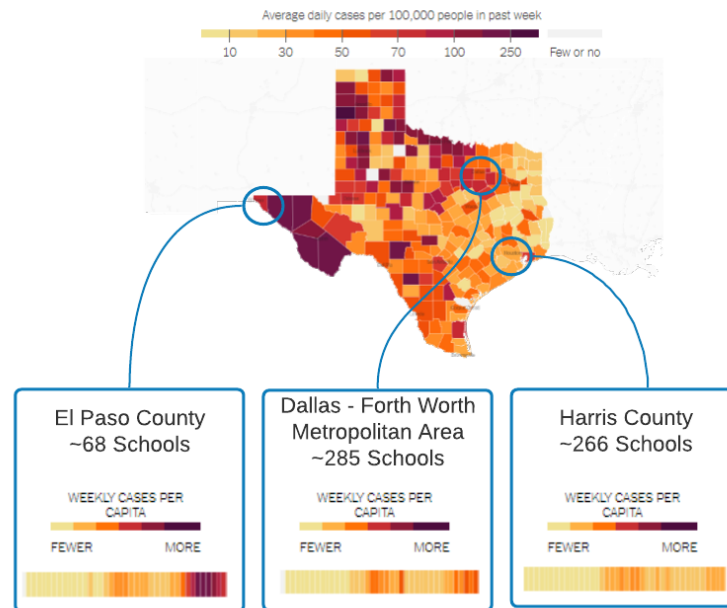 Average daily cases per 100,000 people in past week
10 30 50 70 100 250 Few or no
El Paso County
~68 Schools
WEEKLY CASES PER
CAPITA
FEWER MORE
Dallas - Forth Worth
Metropolitan Area
~285 Schools
WEEKLY CASES PER
CAPITA
FEWER MORE
Harris County
~266 Schools
WEEKLY CASES PER
CAPITA
FEWER MORE